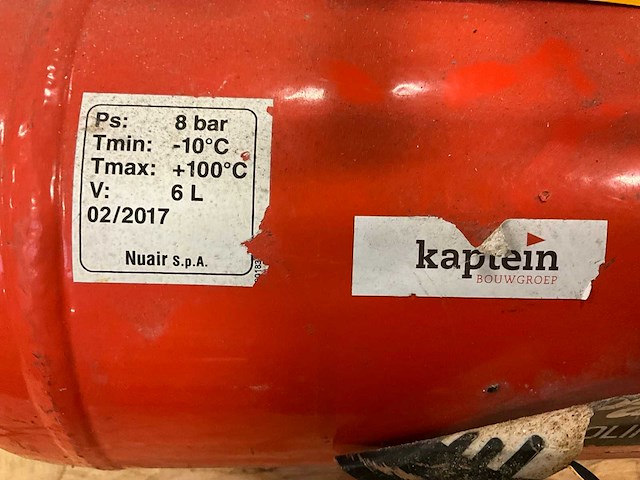 Ps: 8 bar
Tmin: -10°C
Tmax: +100°C
V: 6 L
02/2017
Nuair S.p.A.
kaptein
BOUWGROEP